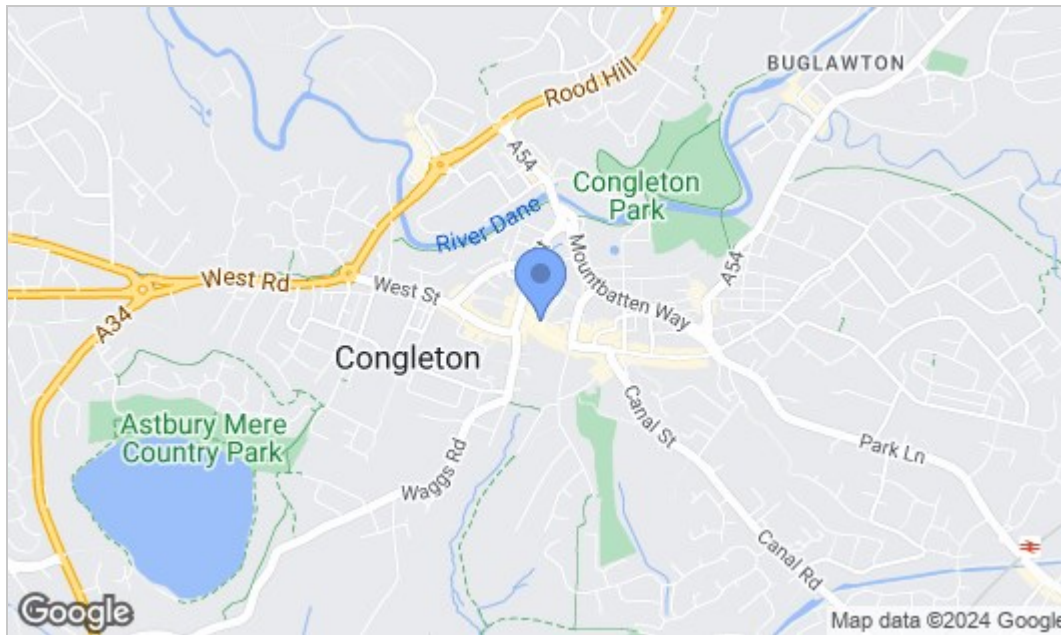 BUGLAWTON
Rood Hill
A54
Congleton
Park
River Dane
West Rd
West St
Mountbatten Way
A54
A34
Congleton
Astbury Mere
Country Park
Canal St
Park Ln
Waggs Rd
Canal Rd
Google
Map data ©2024 Google